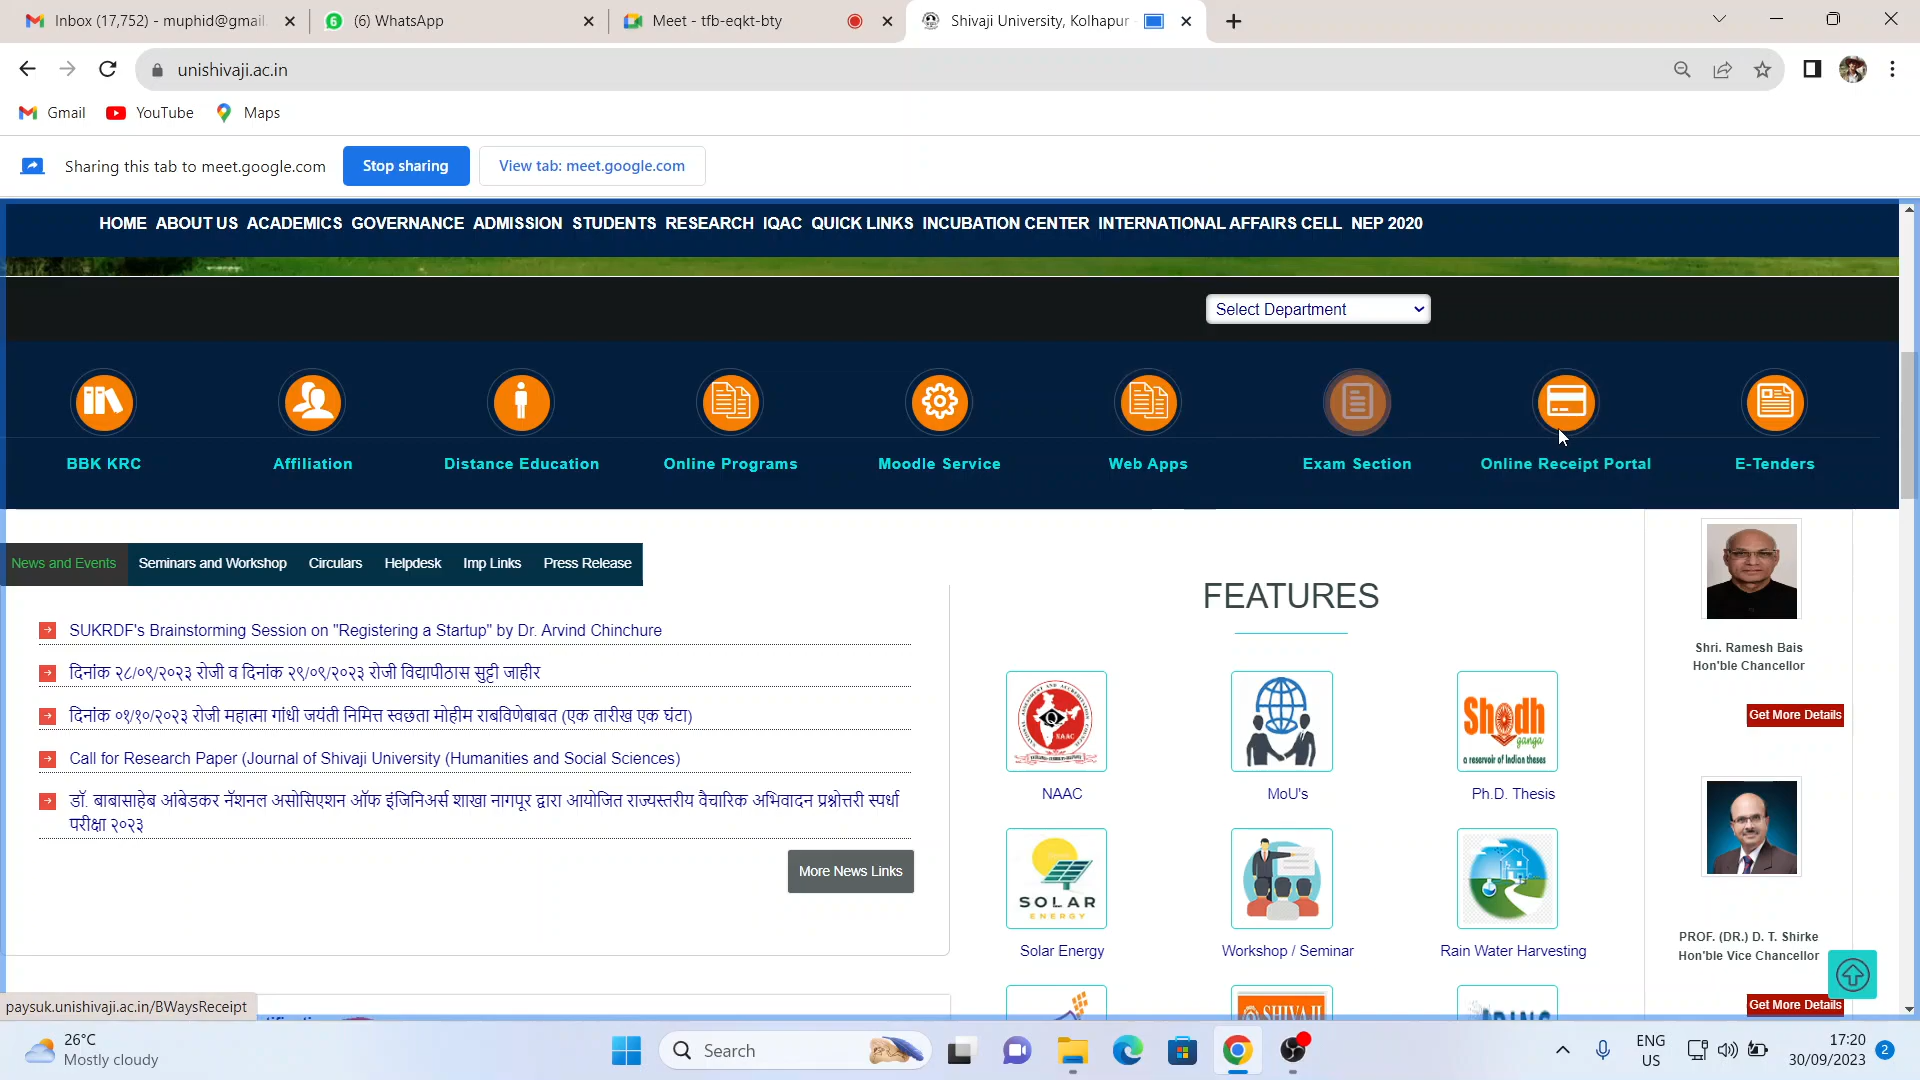 Inbox (17,752) - muphid@gmail.
(6) WhatsApp
Meet - tfb-eqkt-bty
Shivaji University, Kolhapur
unishivaji.ac.in
Gmail YouTube Maps
Sharing this tab to meet.google.com Stop sharing View tab: meet.google.com
HOME ABOUT US ACADEMICS GOVERNANCE ADMISSION STUDENTS RESEARCH IQAC QUICK LINKS INCUBATION CENTER INTERNATIONAL AFFAIRS CELL NEP 2020
Select Department
BBK KRC Affiliation Distance Education Online Programs Moodle Service Web Apps Exam Section Online Receipt Portal E-Tenders
News and Events Seminars and Workshop Circulars Helpdesk Imp Links Press Release
SUKRDF's Brainstorming Session on "Registering a Startup" by Dr. Arvind Chinchure
दिनांक २८/०९/२०२३ रोजी व दिनांक २९/०९/२०२३ रोजी विद्यापीठास सुट्टी जाहीर
दिनांक ०१/१०/२०२३ रोजी महात्मा गांधी जयंती निमित्त स्वछता मोहीम राबविणेबाबत (एक तारीख एक घंटा)
Call for Research Paper (Journal of Shivaji University (Humanities and Social Sciences)
डॉ. बाबासाहेब आंबेडकर नॅशनल असोसिएशन ऑफ इंजिनिअर्स शाखा नागपूर द्वारा आयोजित राज्यस्तरीय वैचारिक अभिवादन प्रश्नोत्तरी स्पर्धा
परीक्षा २०२३
More News Links
FEATURES
NAAC
NAAC
MoU's
Shodh
ganga
a reservoir of Indian theses
Ph.D. Thesis
SOLAR
ENERGY
Solar Energy
Workshop / Seminar
Rain Water Harvesting
SHIVAJI
Shri. Ramesh Bais
Hon'ble Chancellor
Get More Details
PROF. (DR.) D. T. Shirke
Hon'ble Vice Chancellor
Get More Details
paysuk.unishivaji.ac.in/BWaysReceipt
26°C
Mostly cloudy
Search
ENG
US
17:20
30/09/2023
2